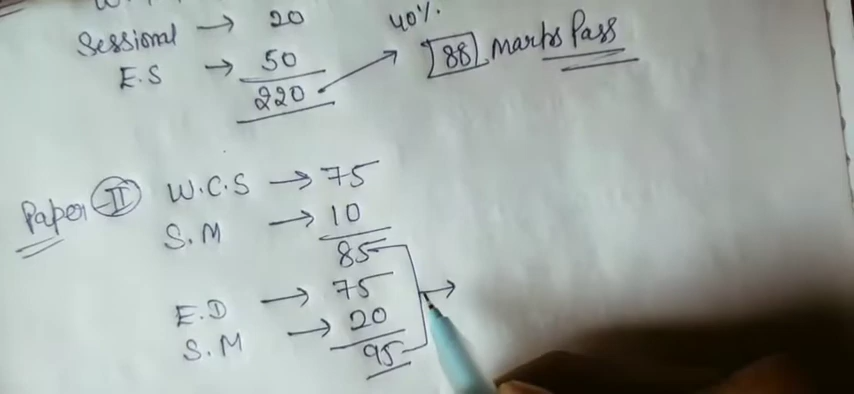 Sessional → 20
E.S → 50
220
40%
88 marks Pass
Paper-II W.C.S → 75
S.M → 10
85
E.D → 75
S.M → 20
95